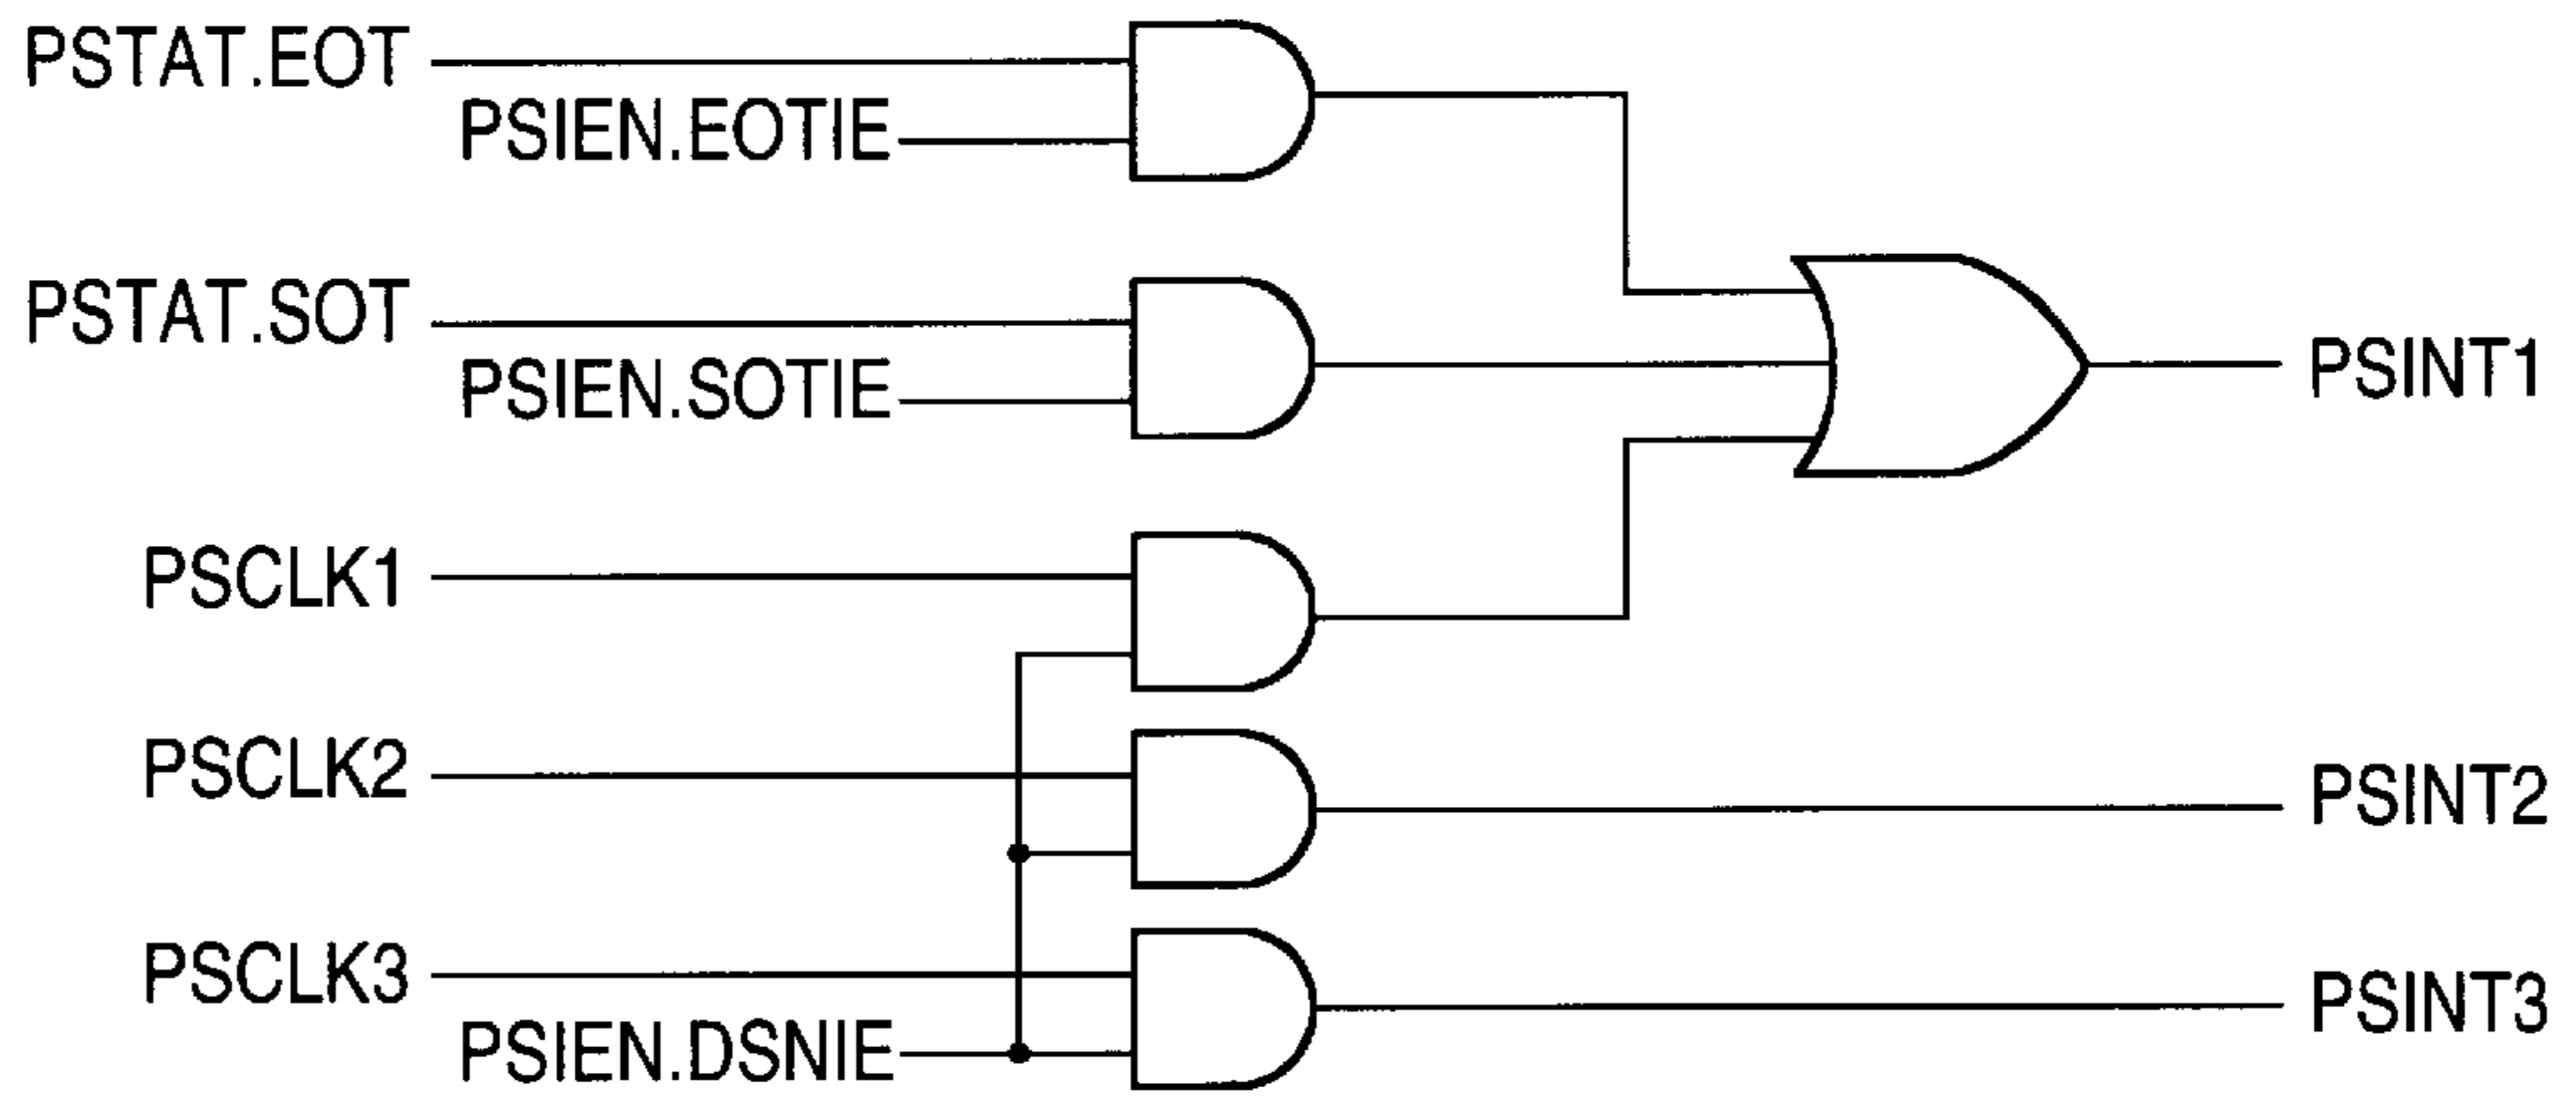 PSTAT.EOT
PSIEN.EOTIE
PSTAT.SOT
PSIEN.SOTIE
PSINT1
PSCLK1
PSCLK2
PSINT2
PSCLK3
PSINT3
PSIEN.DSNIE